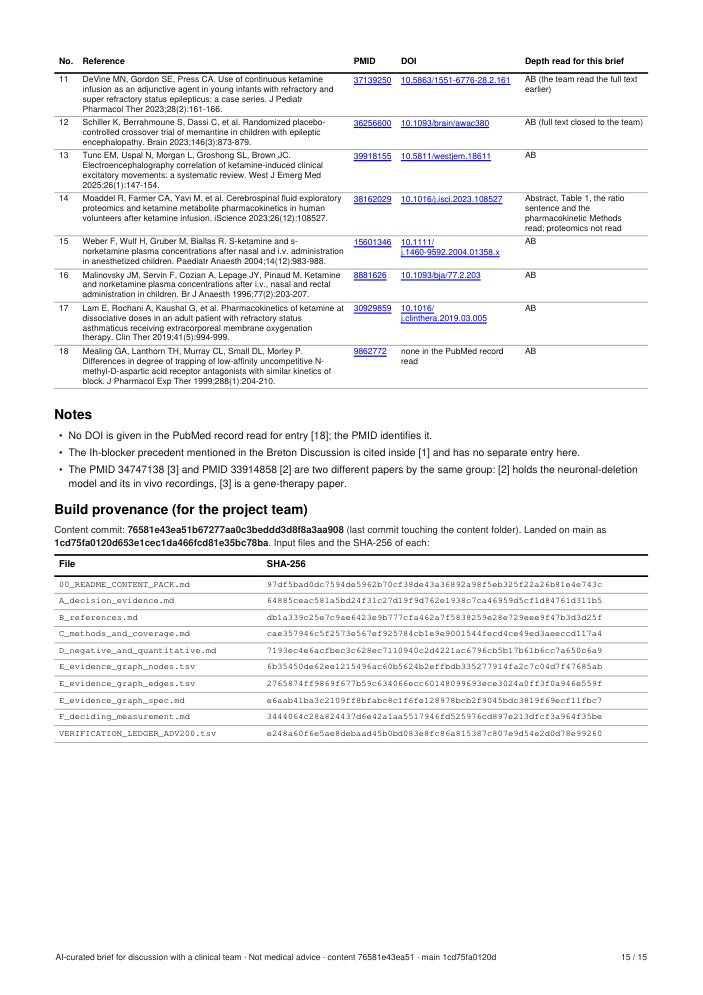 No. Reference PMID DOI Depth read for this brief
11 DeVine MN, Gordon SE, Press CA. Use of continuous ketamine 37139250 10.5863/1551-6776-28.2.161 AB (the team read the full text
infusion as an adjunctive agent in young infants with refractory and earlier)
super refractory status epilepticus: a case series. J Pediatr
Pharmacol Ther 2023;28(2):161-166.
12 Schiller K, Berrahmoune S, Dassi C, et al. Randomized placebo- 36256600 10.1093/brain/awac380 AB (full text closed to the team)
controlled crossover trial of memantine in children with epileptic
encephalopathy. Brain 2023;146(3):873-879.
13 Tunc EM, Uspal N, Morgan L, Groshong SL, Brown JC. 39918155 10.5811/westjem.18611 AB
Electroencephalography correlation of ketamine-induced clinical
excitatory movements: a systematic review. West J Emerg Med
2025;26(1):147-154.
14 Moaddel R, Farmer CA, Yavi M, et al. Cerebrospinal fluid exploratory 38162029 10.1016/j.isci.2023.108527 Abstract, Table 1, the ratio
proteomics and ketamine metabolite pharmacokinetics in human sentence and the
volunteers after ketamine infusion. iScience 2023;26(12):108527. pharmacokinetic Methods
read; proteomics not read
15 Weber F, Wulf H, Gruber M, Biallas R. S-ketamine and s- 15601346 10.1111/ AB
norketamine plasma concentrations after nasal and i.v. administration j.1460-9592.2004.01358.x
in anesthetized children. Paediatr Anaesth 2004;14(12):983-988.
16 Malinovsky JM, Servin F, Cozian A, Lepage JY, Pinaud M. Ketamine 8881626 10.1093/bja/77.2.203 AB
and norketamine plasma concentrations after i.v., nasal and rectal
administration in children. Br J Anaesth 1996;77(2):203-207.
17 Lam E, Rochani A, Kaushal G, et al. Pharmacokinetics of ketamine at 30929859 10.1016/ AB
dissociative doses in an adult patient with refractory status j.clinthera.2019.03.005
asthmaticus receiving extracorporeal membrane oxygenation
therapy. Clin Ther 2019;41(5):994-999.
18 Mealing GA, Lanthorn TH, Murray CL, Small DL, Morley P. 9862772 none in the PubMed record AB
Differences in degree of trapping of low-affinity uncompetitive N- read
methyl-D-aspartic acid receptor antagonists with similar kinetics of
block. J Pharmacol Exp Ther 1999;288(1):204-210.
Notes
• No DOI is given in the PubMed record read for entry [18]; the PMID identifies it.
• The Ih-blocker precedent mentioned in the Breton Discussion is cited inside [1] and has no separate entry here.
• The PMID 34747138 [3] and PMID 33914858 [2] are two different papers by the same group: [2] holds the neuronal-deletion
model and its in vivo recordings, [3] is a gene-therapy paper.
Build provenance (for the project team)
Content commit: 76581e43ea51b67277aa0c3beddd3d8f8a3aa908 (last commit touching the content folder). Landed on main as
1cd75fa0120d653e1cec1da466fcd81e35bc78ba. Input files and the SHA-256 of each:
File SHA-256
00_README_CONTENT_PACK.md 97df5bad0dc7594de5962b70cf38de43a36892a98f5eb325f22a26b81e4e743c
A_decision_evidence.md 64885ceac581a5bd24f31c27d19f9d762e1938c7ca46959d5cf1d84761d311b5
B_references.md db1a339c25e7c9ae6423e9b777cfa462a7f5838259e28e729eee9f47b3d3d25f
C_methods_and_coverage.md cae357946c5f2573e567ef925784cb1e9e9001544fecd4ce49ed3aeeccd117a4
D_negative_and_quantitative.md 7193ec4e6acfbec3c628ec7110940c2d4221ac6796cb5b17b61b6cc7a650c6a9
E_evidence_graph_nodes.tsv 6b35450de62ee1215496ac60b5624b2effbdb335277914fa2c7c04d7f47685ab
E_evidence_graph_edges.tsv 2765874ff9869f677b59c634066ecc60148099693ece3024a0ff3f0a946e559f
E_evidence_graph_spec.md e6aab41ba3c2109ff8bfabc8c1f6fe128978bcb2f9045bdc3819f69ecf11fbc7
F_deciding_measurement.md 3444064c28a824437d6e42a1aa5517946fd525976cd897e213dfcf3a964f35be
VERIFICATION_LEDGER_ADV200.tsv e248a60f6e5ae8debaad45b0bd083e8fc86a815387c807e9d54e2d0d78e99260
AI-curated brief for discussion with a clinical team · Not medical advice · content 76581e43ea51 · main 1cd75fa0120d 15 / 15